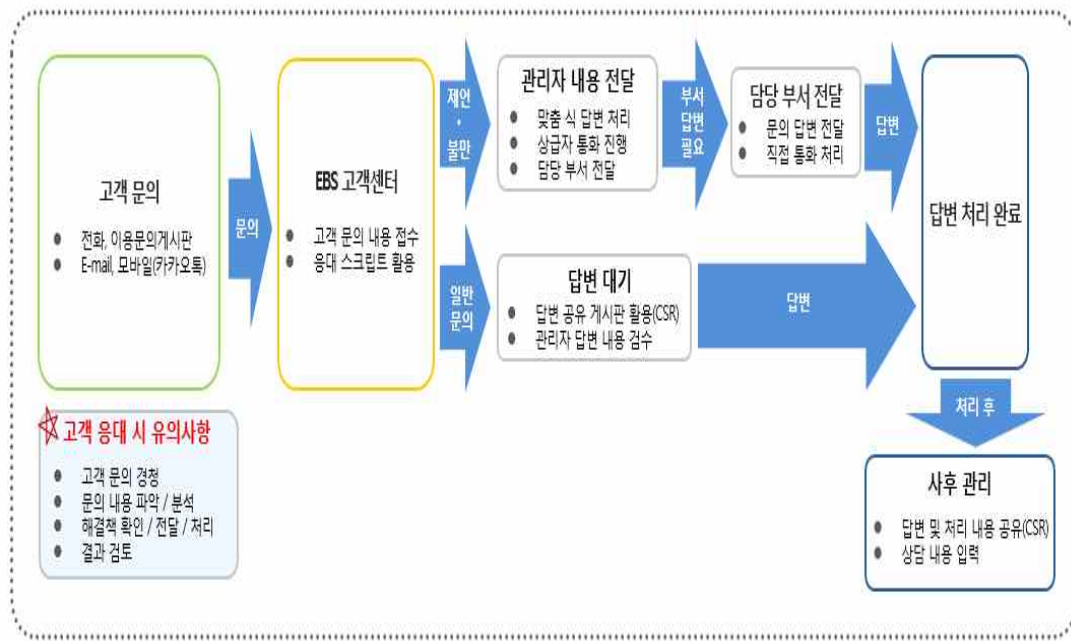 고객 문의
전화, 이용문의게시판
E-mail, 모바일(카카오톡)
문의
EBS 고객센터
고객 문의 내용 접수
응대 스크립트 활용
제언
•
불만
관리자 내용 전달
맞춤 식 답변 처리
상급자 통화 진행
담당 부서 전달
부서
답변
필요
담당 부서 전달
문의 답변 전달
직접 통화 처리
답변
일반
문의
답변 대기
답변 공유 게시판 활용(CSR)
관리자 답변 내용 검수
답변
답변 처리 완료
처리 후
사후 관리
답변 및 처리 내용 공유(CSR)
상담 내용 입력
고객 응대 시 유의사항
고객 문의 경청
문의 내용 파악 / 분석
해결책 확인 / 전달 / 처리
결과 검토